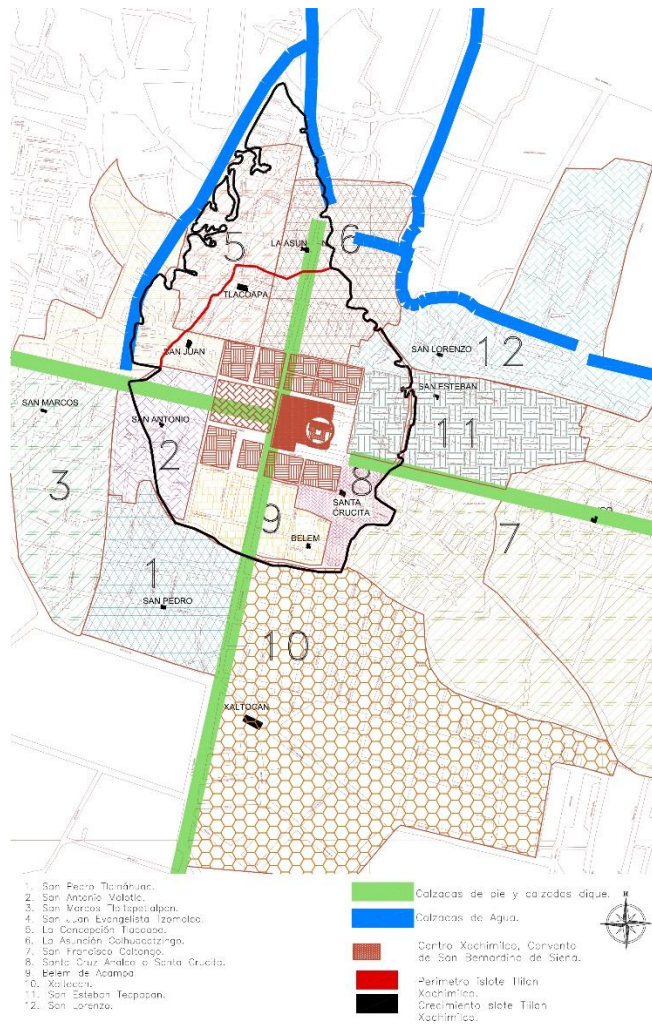 5
LA ASUN N
6
TLACOAPA
SAN JUAN
SAN LORENZO
12
SAN ESTEBAN
SAN MARCOS
SAN ANTONIO
11
2
3
8
SANTA
CRUCITA
9
7
BELEM
1
SAN PEDRO
10
XALTOCAN
1. San Pedro Tlalnáhuac.
2. San Antonio Molotla.
3. San Marcos Tlaltepetlalpan.
4. San Juan Evangelista Tzomolco.
5. La Concepción Tlacoapa.
6. La Asunción Colhuacatzingo.
7. San Francisco Caltongo.
8. Santa Cruz Analco o Santa Crucita.
9. Belem de Acampa.
10. Xaltocan.
11. San Esteban Tecpapan.
12. San Lorenzo.
Calzadas de pie y calzadas dique.
Calzadas de Agua.
Centro Xochimilco, Convento
de San Bernardino de Siena.
Perimetro islote Tlilan
Xochimilco.
Crecimiento islote Tlilan
Xochimilco.
N